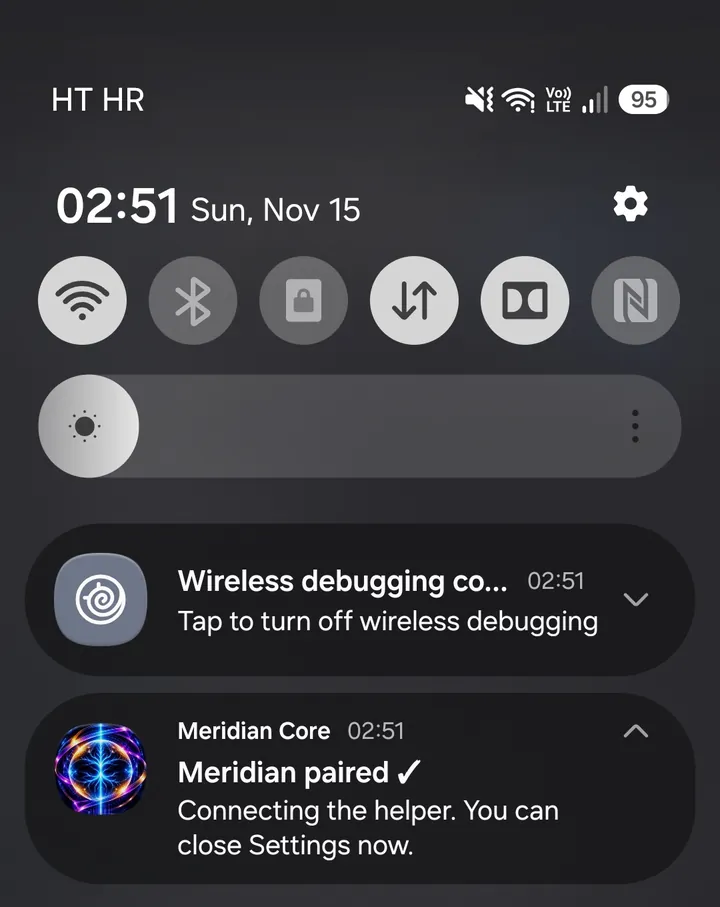 HT HR
Vo)) LTE
95
02:51 Sun, Nov 15
Wireless debugging co... 02:51
Tap to turn off wireless debugging
Meridian Core 02:51
Meridian paired ✓
Connecting the helper. You can
close Settings now.